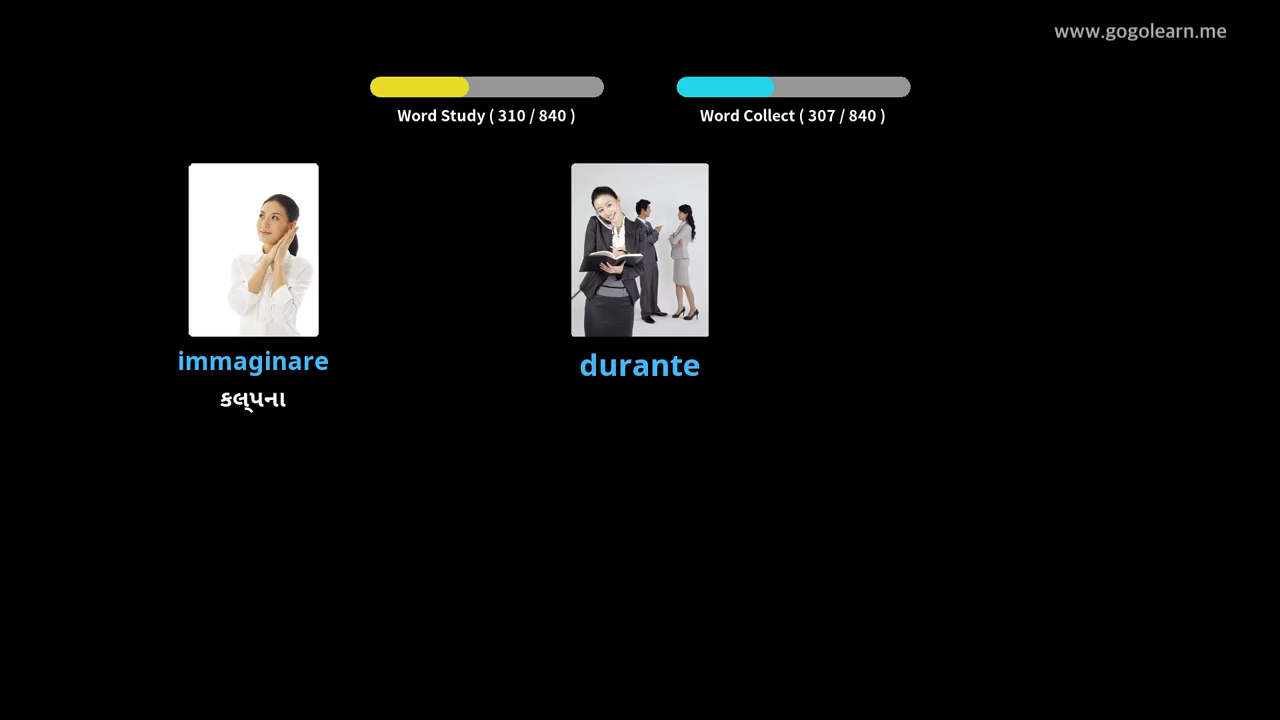 www.gogolearn.me
Word Study ( 310 / 840 )
Word Collect ( 307 / 840 )
immaginare
કલ્પના
durante